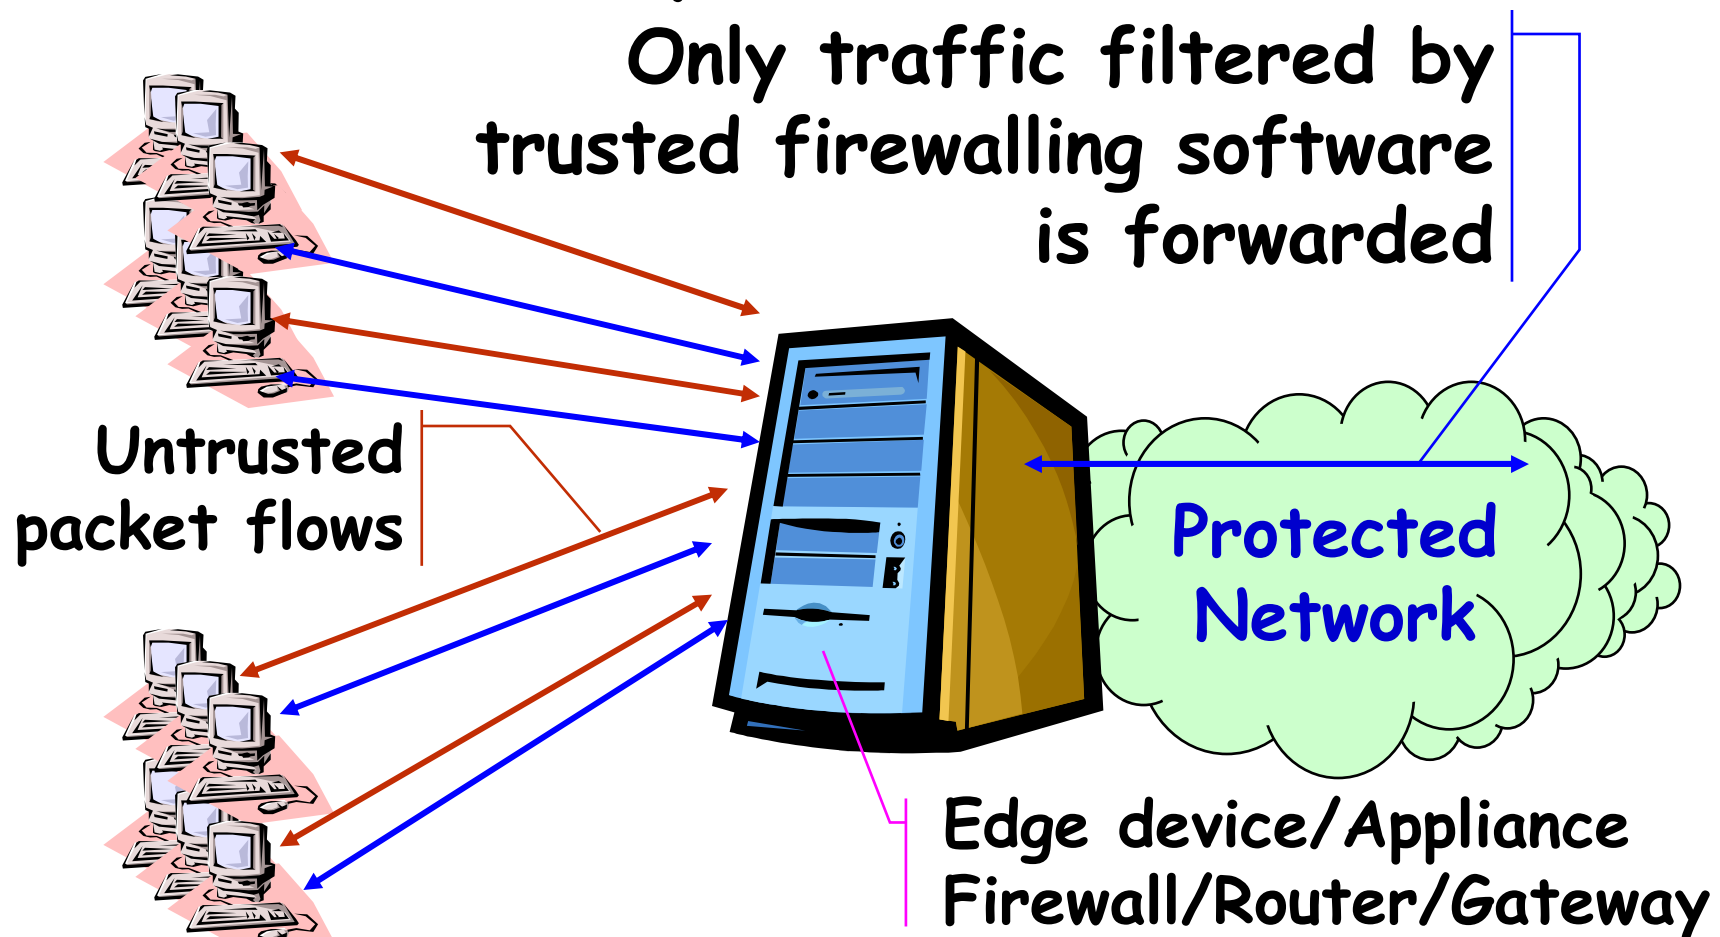 Only traffic filtered by
trusted firewalling software
is forwarded
Untrusted
packet flows
Protected
Network
Edge device/Appliance
Firewall/Router/Gateway